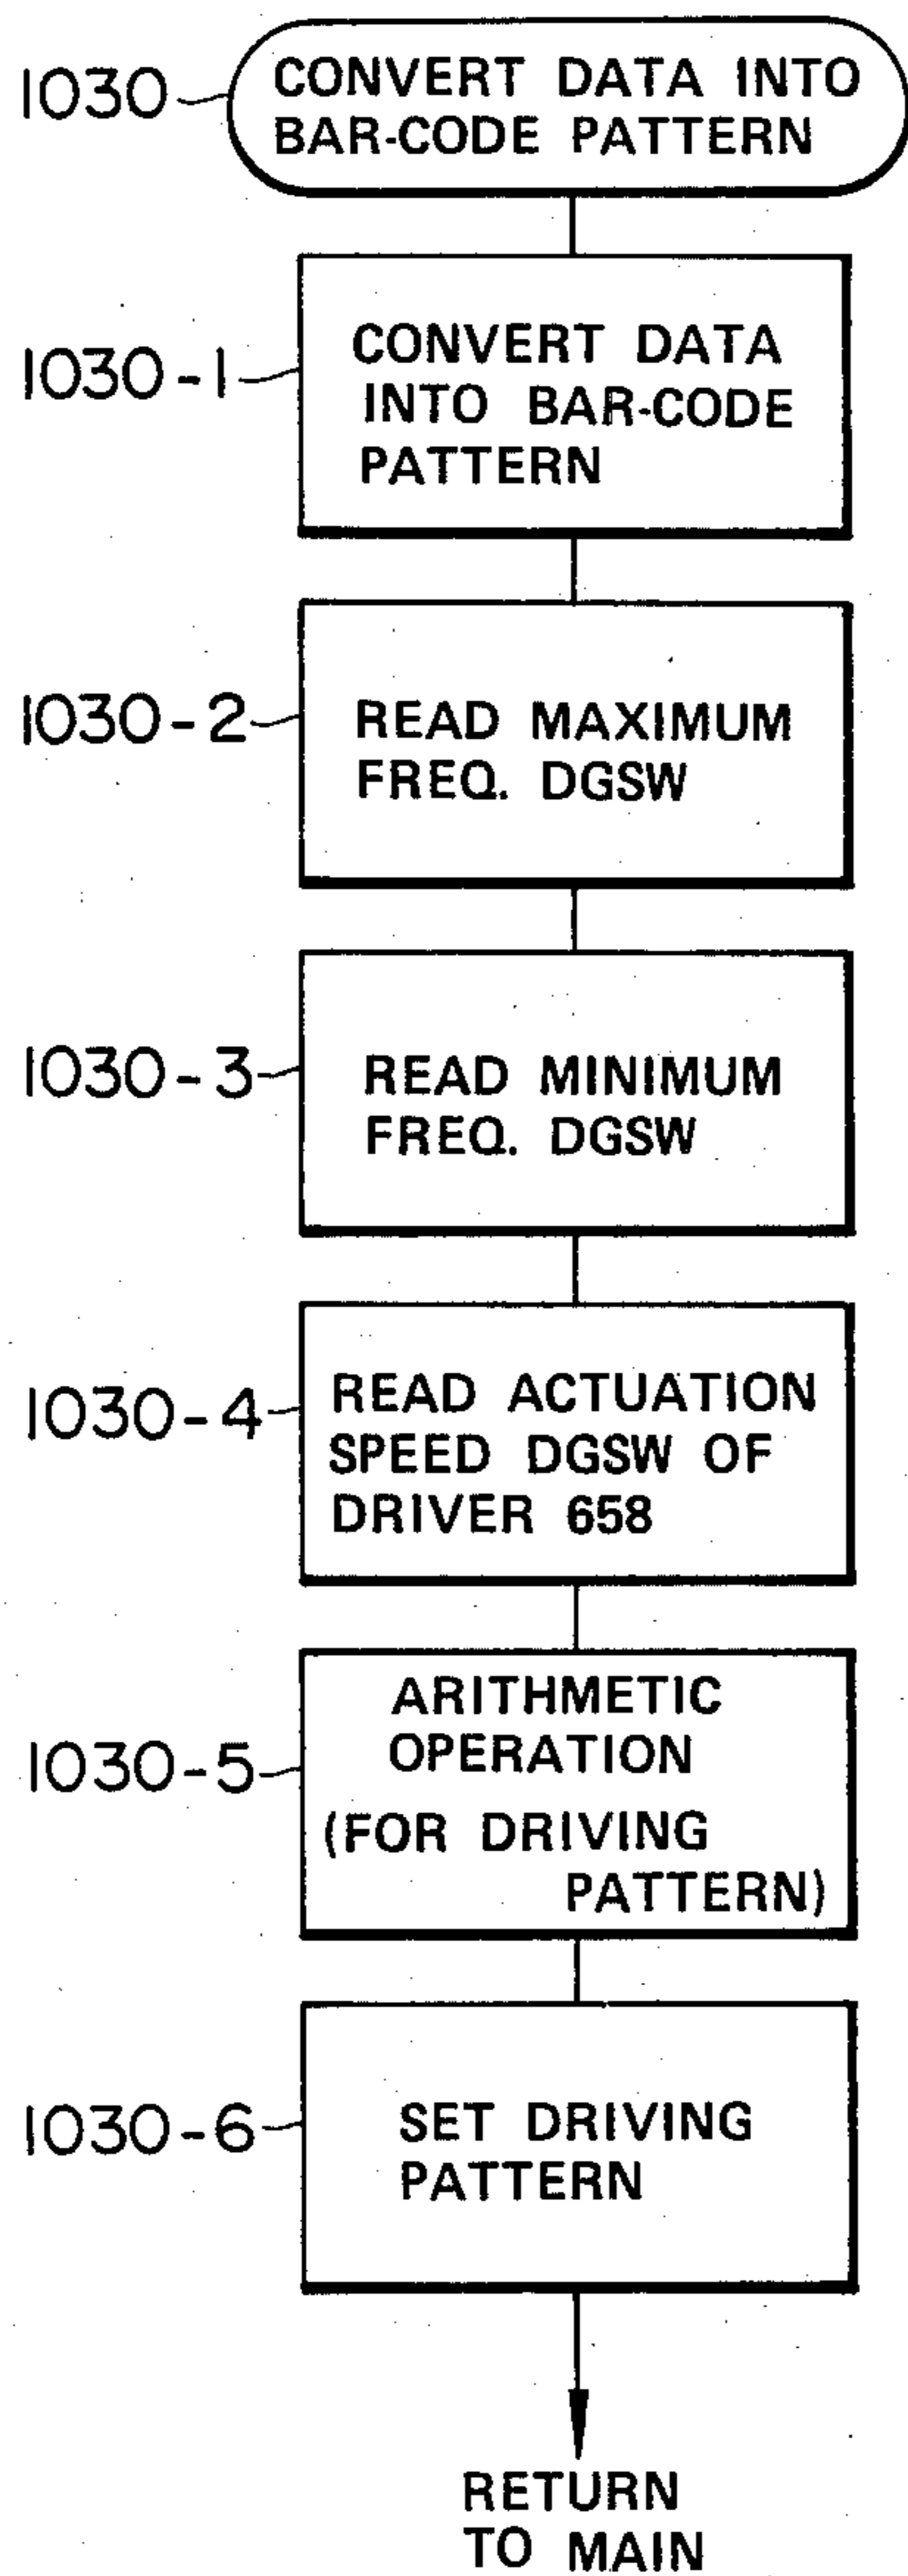 1030
CONVERT DATA INTO
BAR-CODE PATTERN
1030-1
CONVERT DATA
INTO BAR-CODE
PATTERN
1030-2
READ MAXIMUM
FREQ. DGSW
1030-3
READ MINIMUM
FREQ. DGSW
1030-4
READ ACTUATION
SPEED DGSW OF
DRIVER 658
1030-5
ARITHMETIC
OPERATION
(FOR DRIVING
PATTERN)
1030-6
SET DRIVING
PATTERN
RETURN
TO MAIN